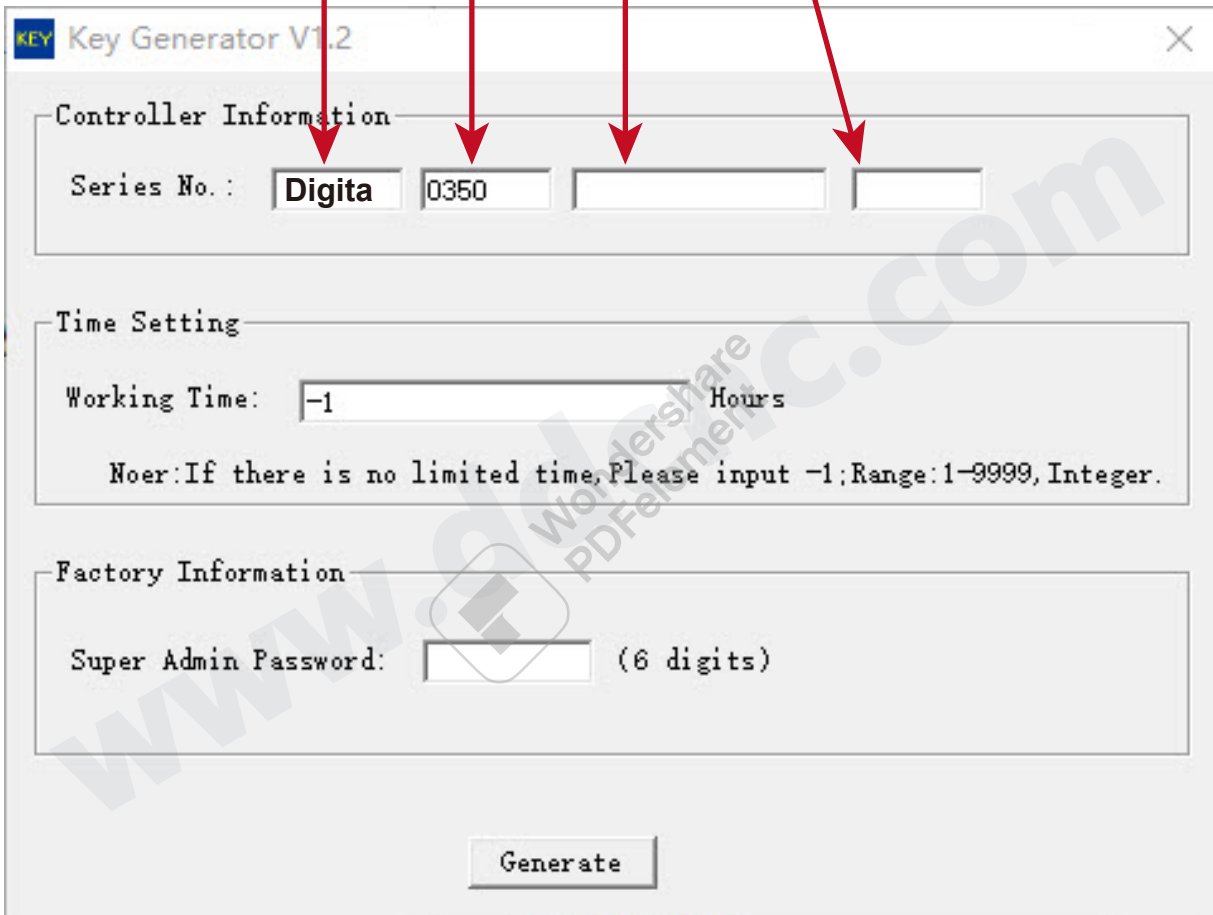 KEY Key Generator V1.2
Controller Information
Series No.: Digita 0350
Time Setting
Working Time: -1 Hours
Noer:If there is no limited time,Please input -1;Range:1-9999,Integer.
Factory Information
Super Admin Password: (6 digits)
Generate
Wondershare
PDFelement